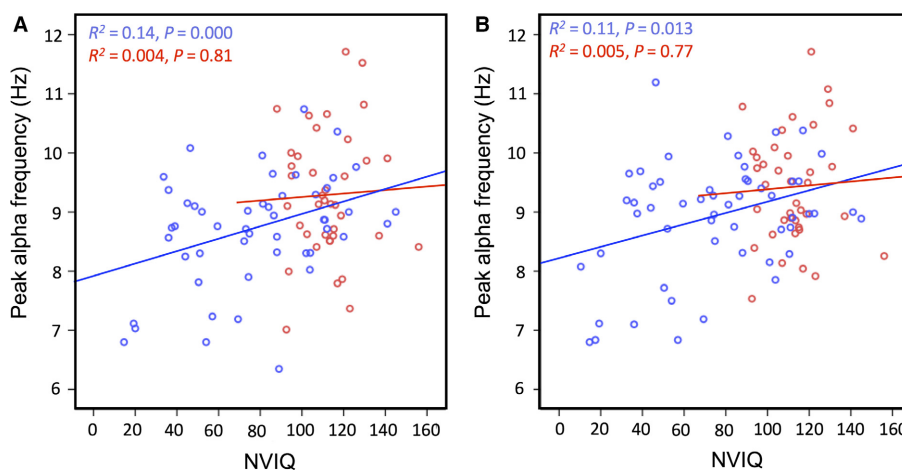 A
R² = 0.14, P = 0.000
R² = 0.004, P = 0.81
Peak alpha frequency (Hz)
12
11
10
9
8
7
6
0 20 40 60 80 100 120 140 160
NVIQ
B
R² = 0.11, P = 0.013
R² = 0.005, P = 0.77
Peak alpha frequency (Hz)
12
11
10
9
8
7
6
0 20 40 60 80 100 120 140 160
NVIQ